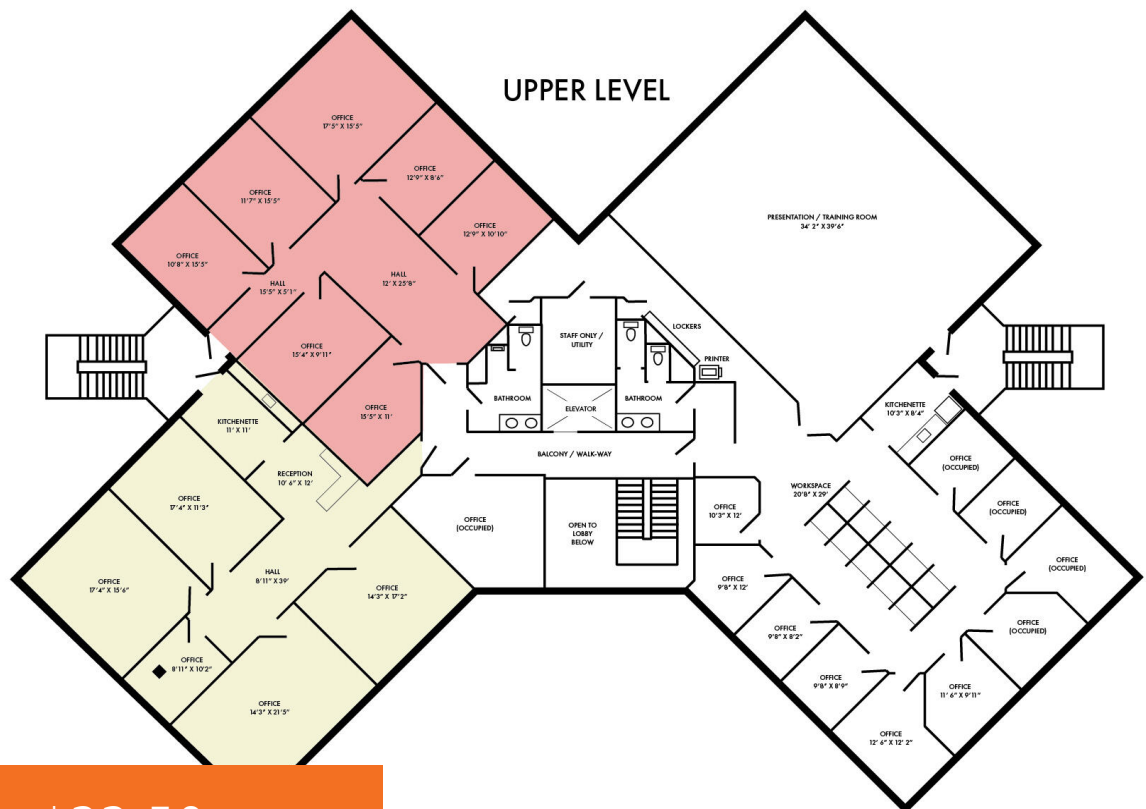 UPPER LEVEL
OFFICE
17'5" X 15'5"
OFFICE
12'9" X 8'6"
OFFICE
11'7" X 15'5"
OFFICE
12'9" X 10'10"
OFFICE
10'8" X 15'5"
HALL
15'5" X 5'1"
HALL
12' X 25'8"
OFFICE
15'4" X 9'11"
OFFICE
15'5" X 11'
PRESENTATION / TRAINING ROOM
34' 2" X 39'6"
STAFF ONLY /
UTILITY
LOCKERS
PRINTER
BATHROOM
ELEVATOR
BATHROOM
BALCONY / WALK-WAY
KITCHENETTE
11' X 11'
RECEPTION
10' 6" X 12'
OFFICE
17'4" X 11'3"
OFFICE
17'4" X 15'6"
HALL
8'11" X 39'
OFFICE
14'3" X 17'2"
OFFICE
8'11" X 10'2"
OFFICE
14'3" X 21'5"
OFFICE
(OCCUPIED)
OPEN TO
LOBBY
BELOW
KITCHENETTE
10'3" X 8'4"
OFFICE
(OCCUPIED)
OFFICE
(OCCUPIED)
OFFICE
(OCCUPIED)
OFFICE
(OCCUPIED)
WORKSPACE
20'8" X 29'
OFFICE
10'3" X 12'
OFFICE
9'8" X 12'
OFFICE
9'8" X 8'2"
OFFICE
9'8" X 8'9"
OFFICE
11' 6" X 9'11"
OFFICE
12' 6" X 12' 2"